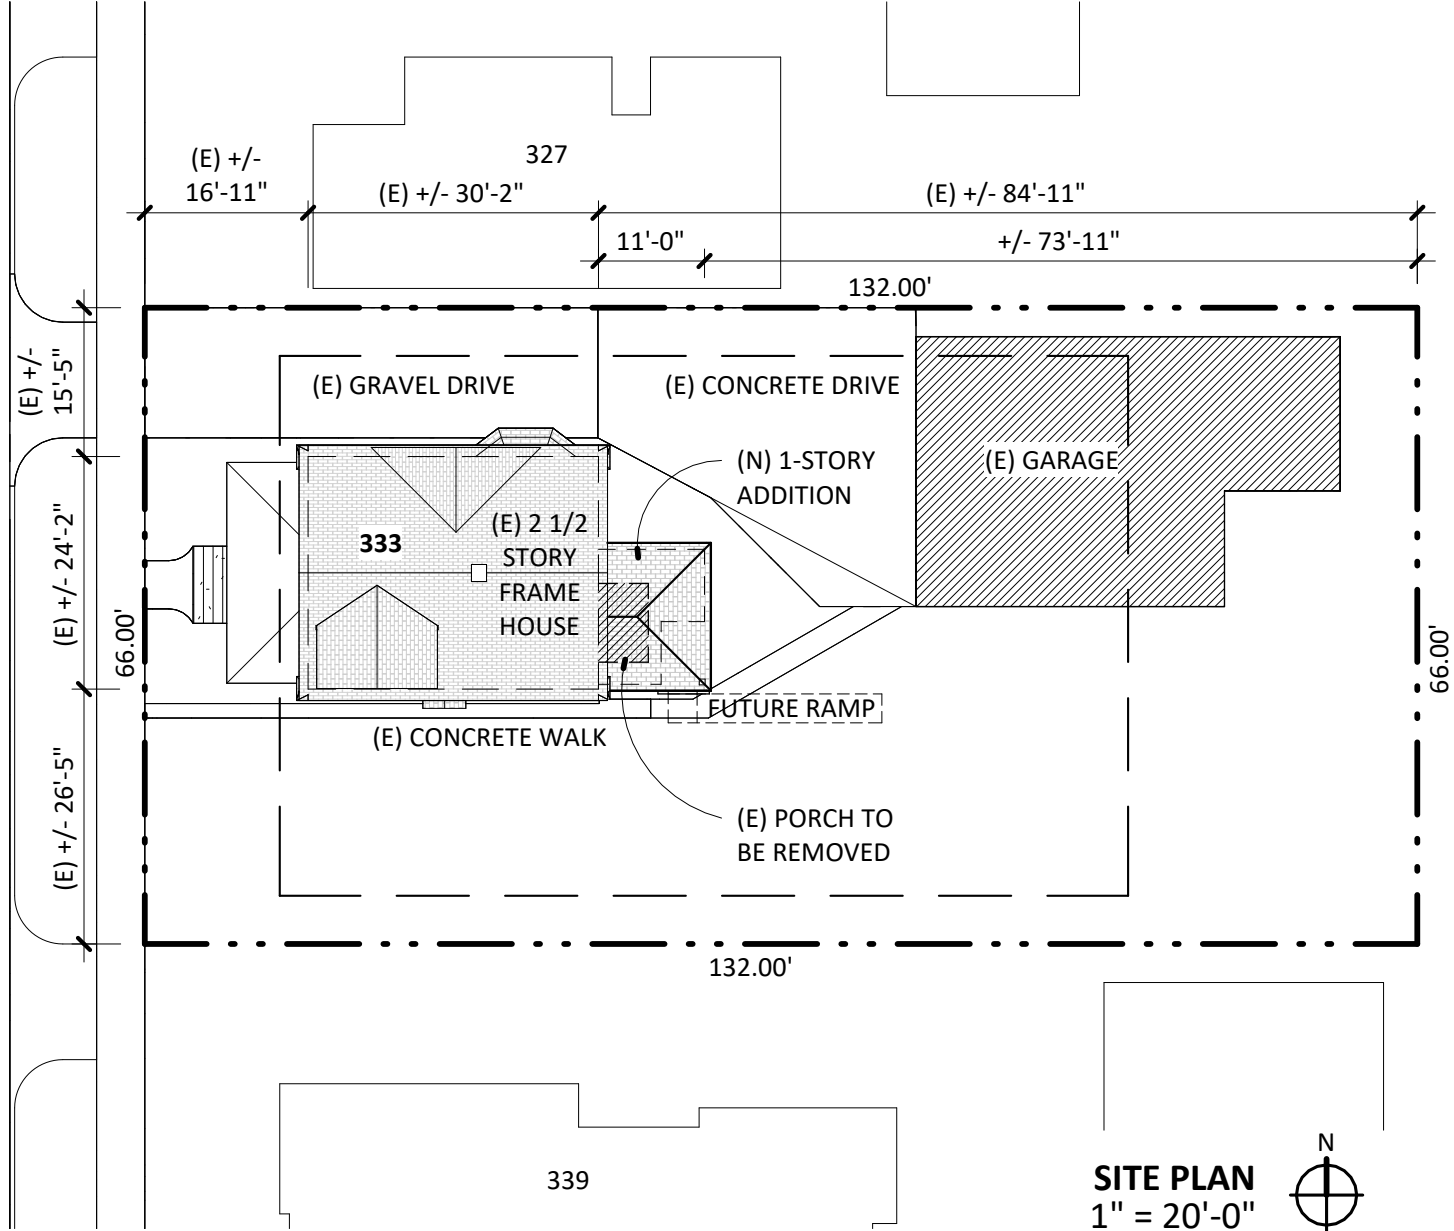 327
(E) +/-
16'-11"
(E) +/- 30'-2"
(E) +/- 84'-11"
11'-0"
+/- 73'-11"
132.00'
(E) +/-
15'-5"
(E) GRAVEL DRIVE
(E) CONCRETE DRIVE
(N) 1-STORY
ADDITION
(E) GARAGE
333
(E) 2 1/2
STORY
FRAME
HOUSE
(E) +/- 24'-2"
66.00'
66.00'
FUTURE RAMP
(E) CONCRETE WALK
(E) +/- 26'-5"
(E) PORCH TO
BE REMOVED
132.00'
339
N
SITE PLAN
1" = 20'-0"